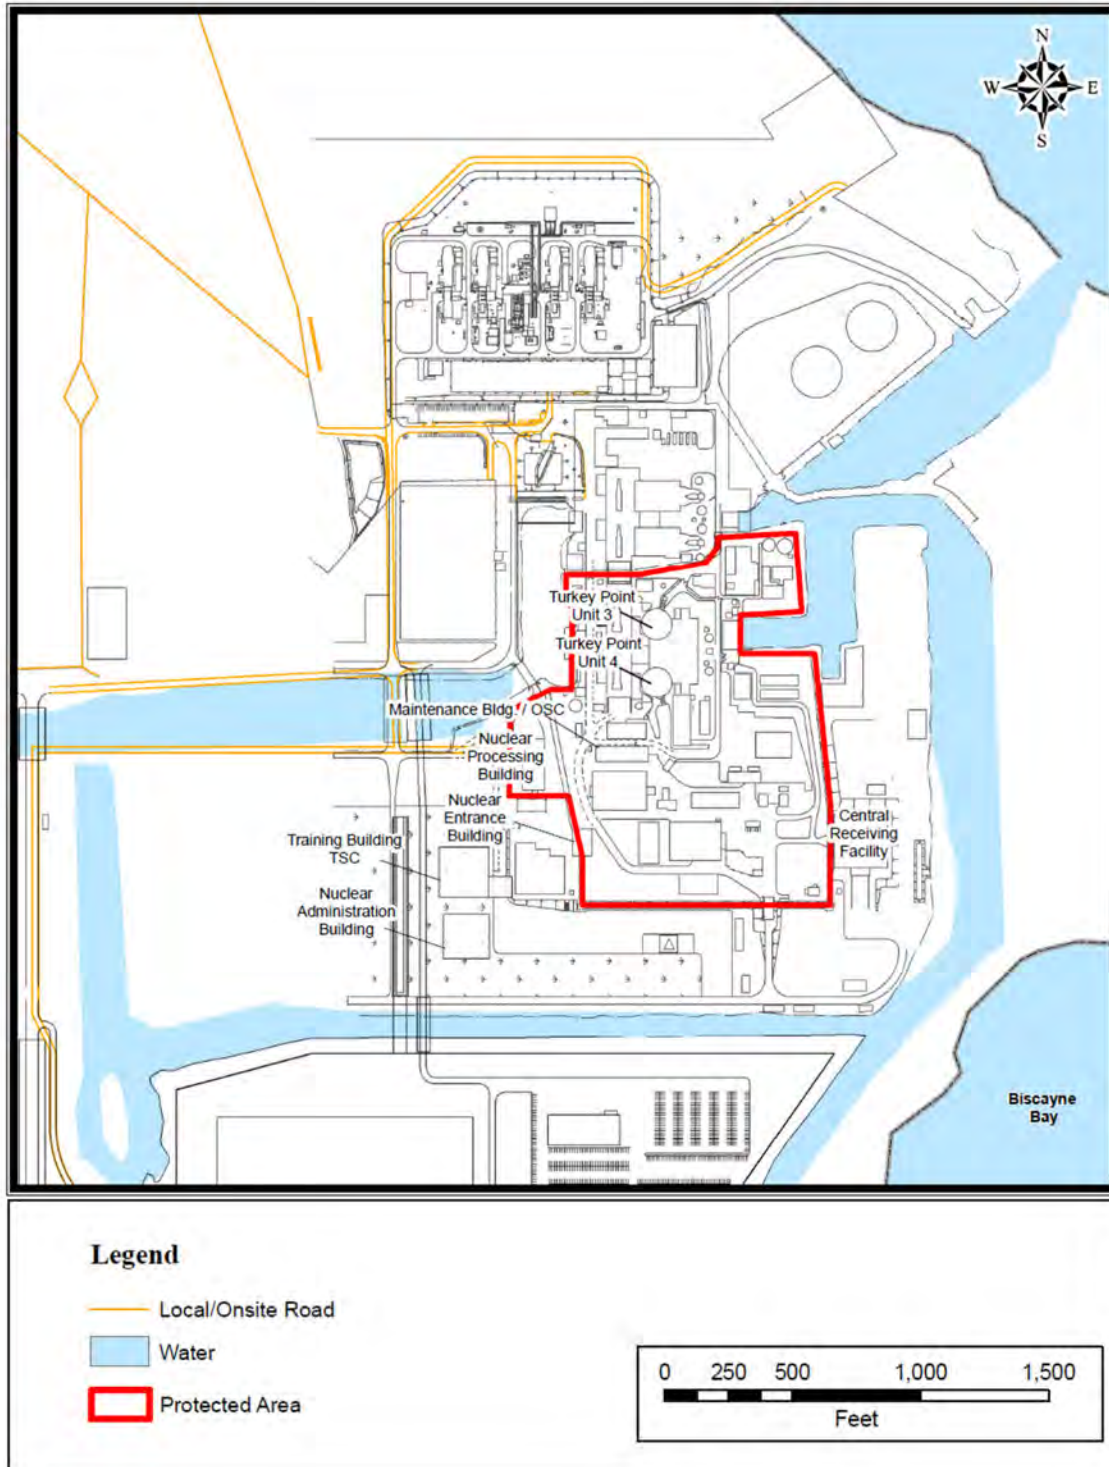 N
W E
S
Turkey Point
Unit 3
Turkey Point
Unit 4
Maintenance Bldg. / OSC
Nuclear
Processing
Building
Nuclear
Entrance
Building
Central
Receiving
Facility
Training Building
TSC
Nuclear
Administration
Building
Biscayne
Bay
Legend
Local/Onsite Road
Water
Protected Area
0 250 500 1,000 1,500
Feet